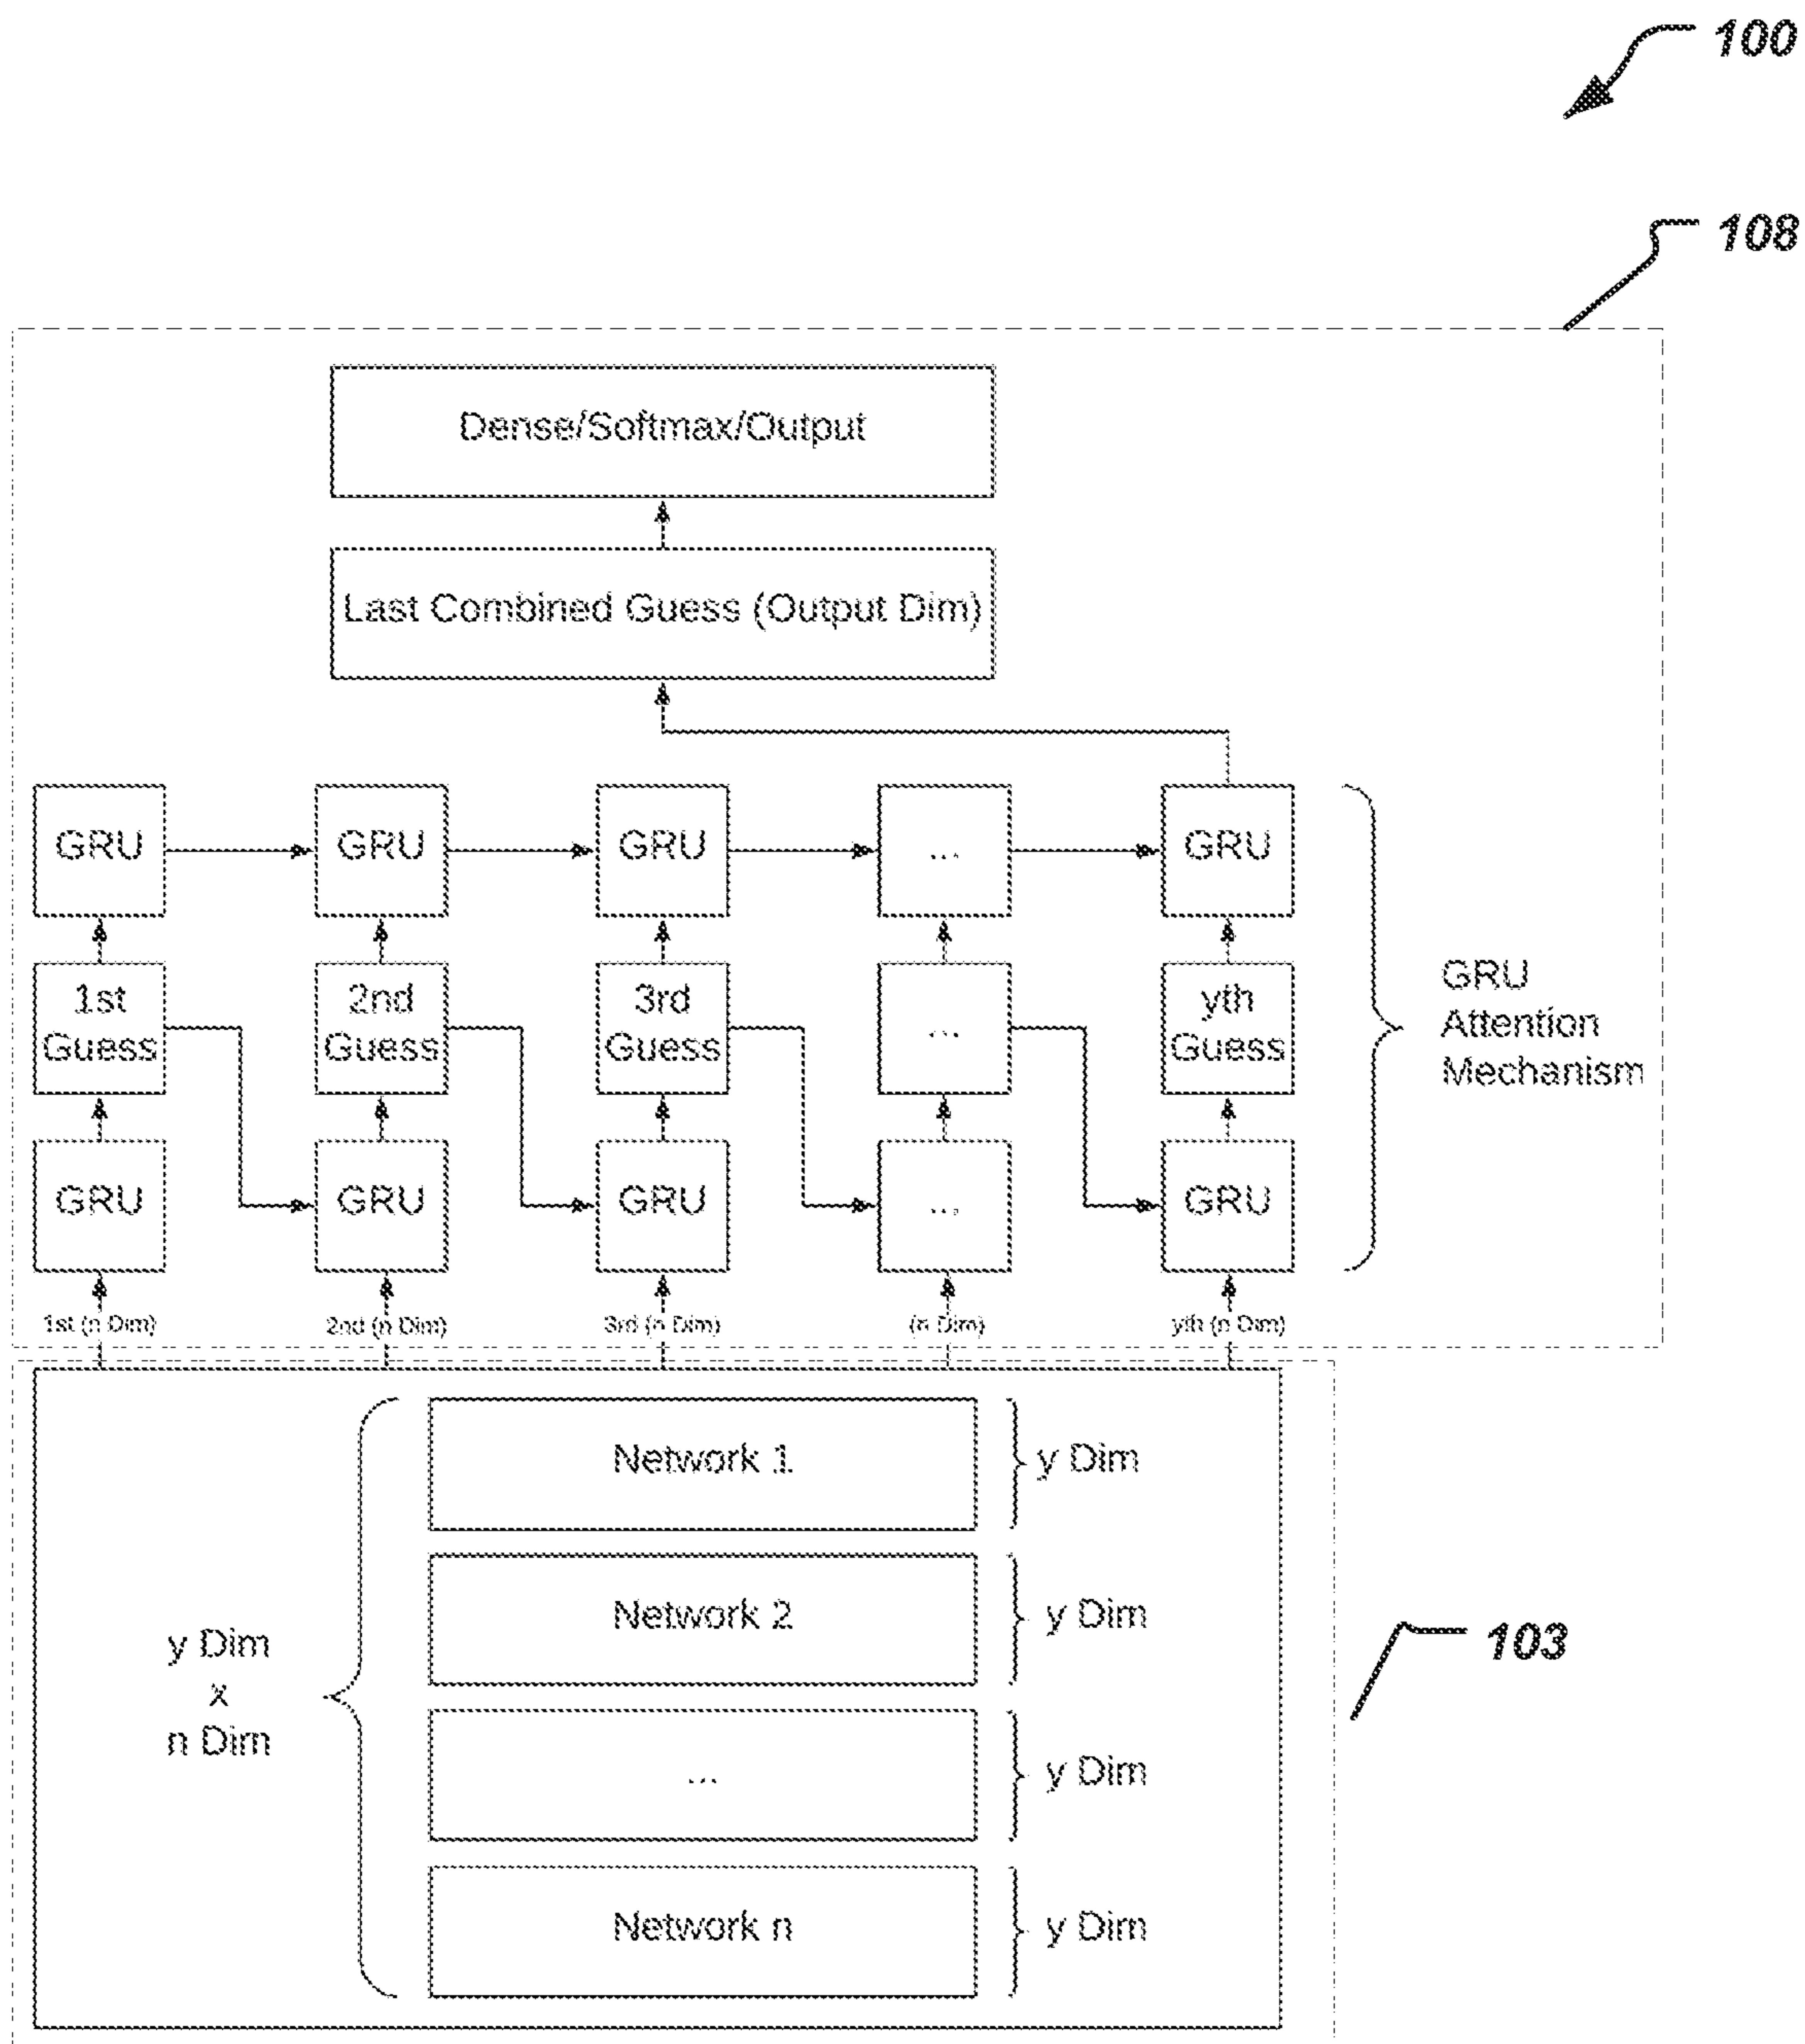 100
108
Dense/Softmax/Output
Last Combined Guess (Output Dim)
GRU
GRU
GRU
...
GRU
1st
Guess
2nd
Guess
3rd
Guess
...
yth
Guess
GRU
Attention
Mechanism
GRU
GRU
GRU
...
GRU
1st (n Dim)
2nd (n Dim)
3rd (n Dim)
(n Dim)
yth (n Dim)
Network 1
y Dim
Network 2
y Dim
y Dim
x
n Dim
103
...
y Dim
Network n
y Dim